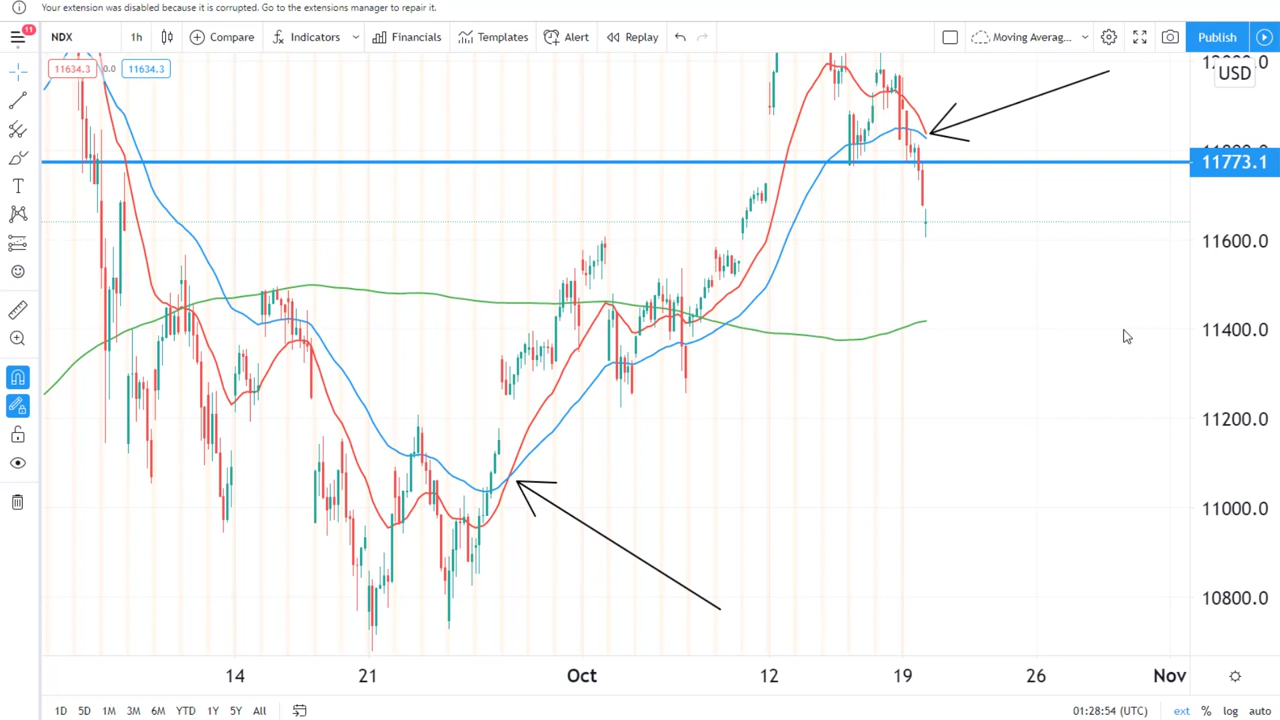 Your extension was disabled because it is corrupted. Go to the extensions manager to repair it.
11 NDX 1h Compare Indicators Financials Templates Alert Replay Moving Averag... Publish
11634.3 0.0 11634.3
USD
11773.1
11600.0
11400.0
11200.0
11000.0
10800.0
14 21 Oct 12 19 26 Nov
1D 5D 1M 3M 6M YTD 1Y 5Y All 01:28:54 (UTC) ext % log auto